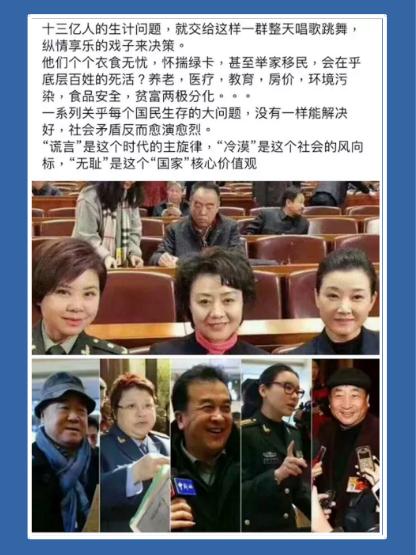 十三亿人的生计问题，就交给这样一群整天唱歌跳舞，
纵情享乐的戏子来决策。
他们个个衣食无忧，怀揣绿卡，甚至举家移民，会在乎
底层百姓的死活？养老，医疗，教育，房价，环境污
染，食品安全，贫富两极分化。。。
一系列关乎每个国民生存的大问题，没有一样能解决
好，社会矛盾反而愈演愈烈。
“谎言”是这个时代的主旋律，“冷漠”是这个社会的风向
标，“无耻”是这个“国家”核心价值观